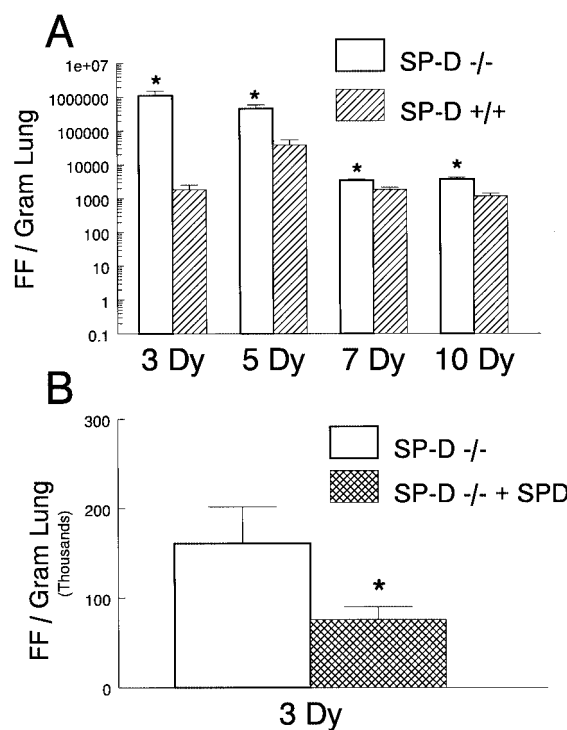 A
SP-D -/-
SP-D +/+
1e+07
1000000
100000
10000
1000
100
10
1
0.1
FF / Gram Lung
* * * *
3 Dy 5 Dy 7 Dy 10 Dy
B
SP-D -/-
SP-D -/- + SPD
300
200
100
0
FF / Gram Lung
(Thousands)
*
3 Dy